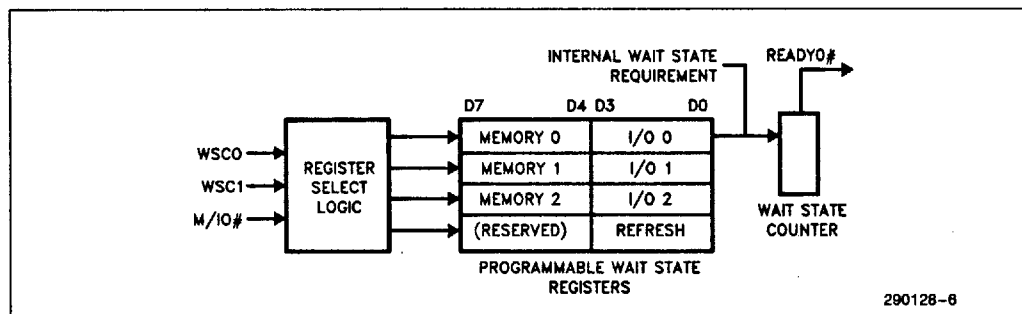 INTERNAL WAIT STATE
REQUIREMENT
READYO#
D7 D4 D3 D0
WSC0
WSC1
M/IO#
REGISTER
SELECT
LOGIC
MEMORY 0 I/O 0
MEMORY 1 I/O 1
MEMORY 2 I/O 2
(RESERVED) REFRESH
WAIT STATE
COUNTER
PROGRAMMABLE WAIT STATE
REGISTERS
290128-6